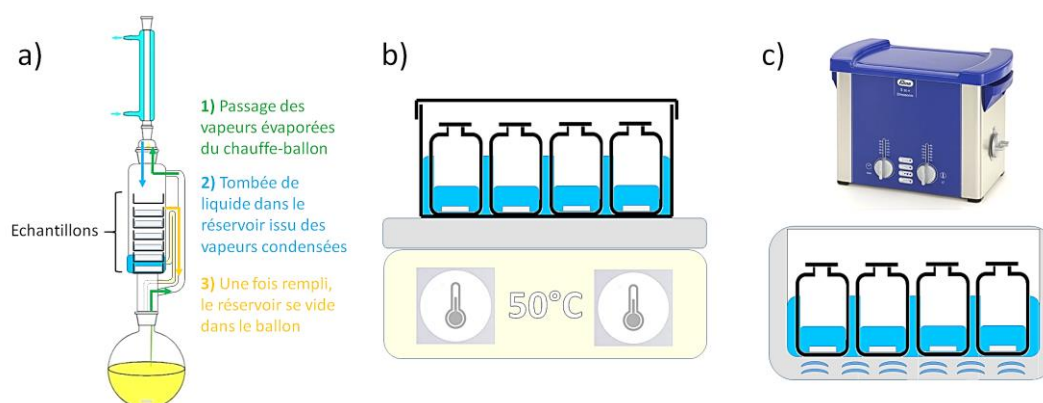 a)
1) Passage des
vapeurs évaporées
du chauffe-ballon
2) Tombée de
liquide dans le
réservoir issu des
vapeurs condensées
3) Une fois rempli,
le réservoir se vide
dans le ballon
Echantillons
b)
50°C
c)